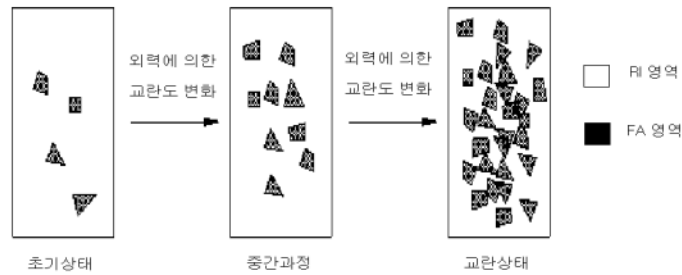 외력에 의한
교란도 변화
외력에 의한
교란도 변화
RI 영역
FA 영역
초기상태
중간과정
교란상태